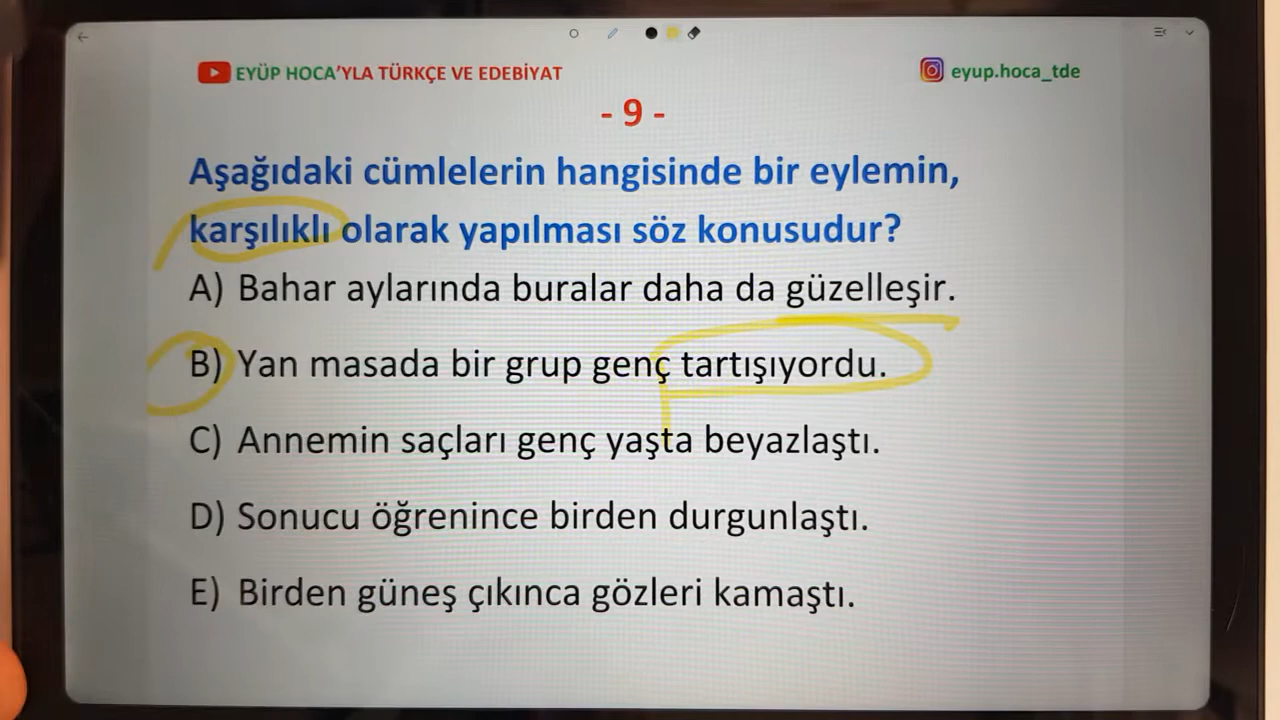 EYÜP HOCA'YLA TÜRKÇE VE EDEBİYAT
eyup.hoca_tde
- 9 -
Aşağıdaki cümlelerin hangisinde bir eylemin,
karşılıklı olarak yapılması söz konusudur?
A) Bahar aylarında buralar daha da güzelleşir.
B) Yan masada bir grup genç tartışıyordu.
C) Annemin saçları genç yaşta beyazlaştı.
D) Sonucu öğrenince birden durgunlaştı.
E) Birden güneş çıkınca gözleri kamaştı.